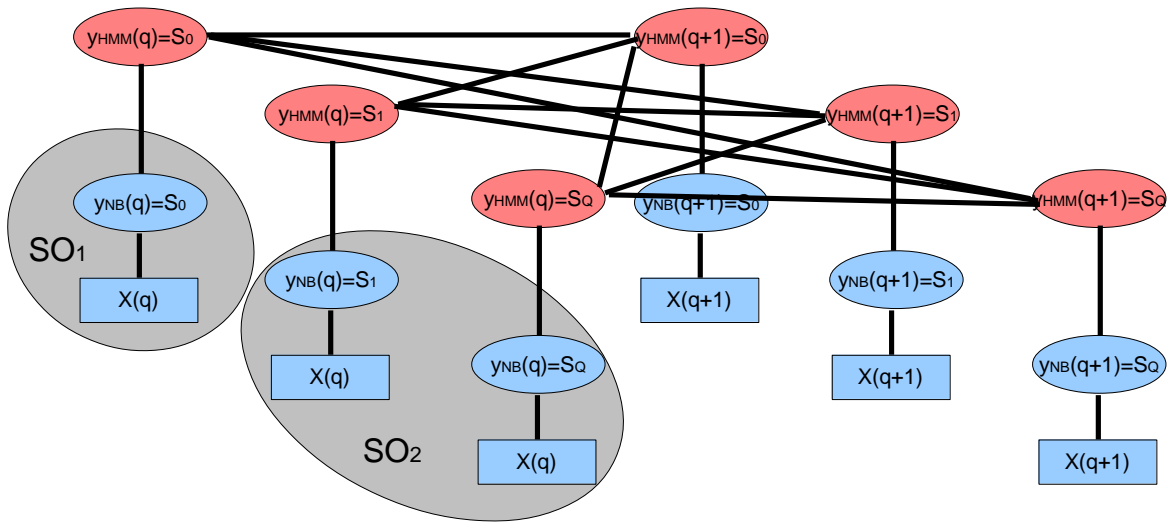 yHMM(q)=S0
yHMM(q+1)=S0
yHMM(q)=S1
yHMM(q+1)=S1
yHMM(q)=SQ
yHMM(q+1)=SQ
yNB(q)=S0
yNB(q+1)=S0
SO1
yNB(q)=S1
yNB(q+1)=S1
X(q)
X(q+1)
yNB(q)=SQ
yNB(q+1)=SQ
X(q)
X(q+1)
SO2
X(q)
X(q+1)